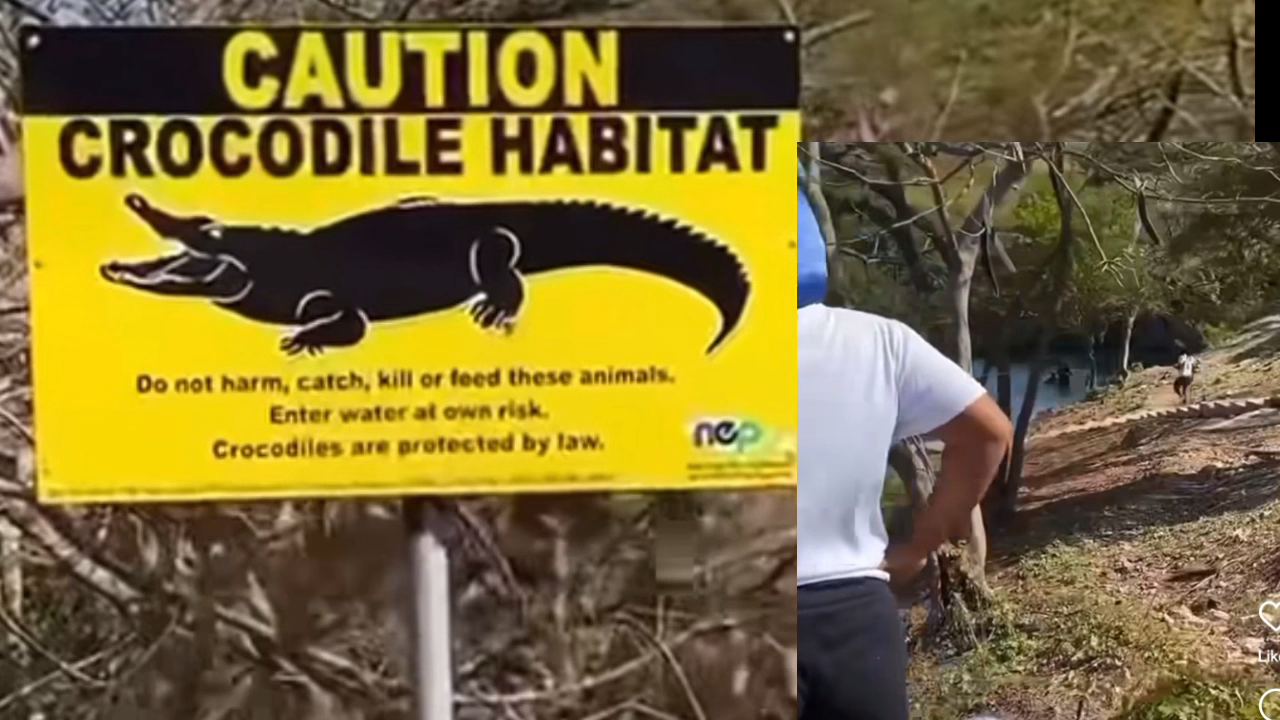 CAUTION
CROCODILE HABITAT
Do not harm, catch, kill or feed these animals.
Enter water at own risk.
Crocodiles are protected by law.
nep
Like